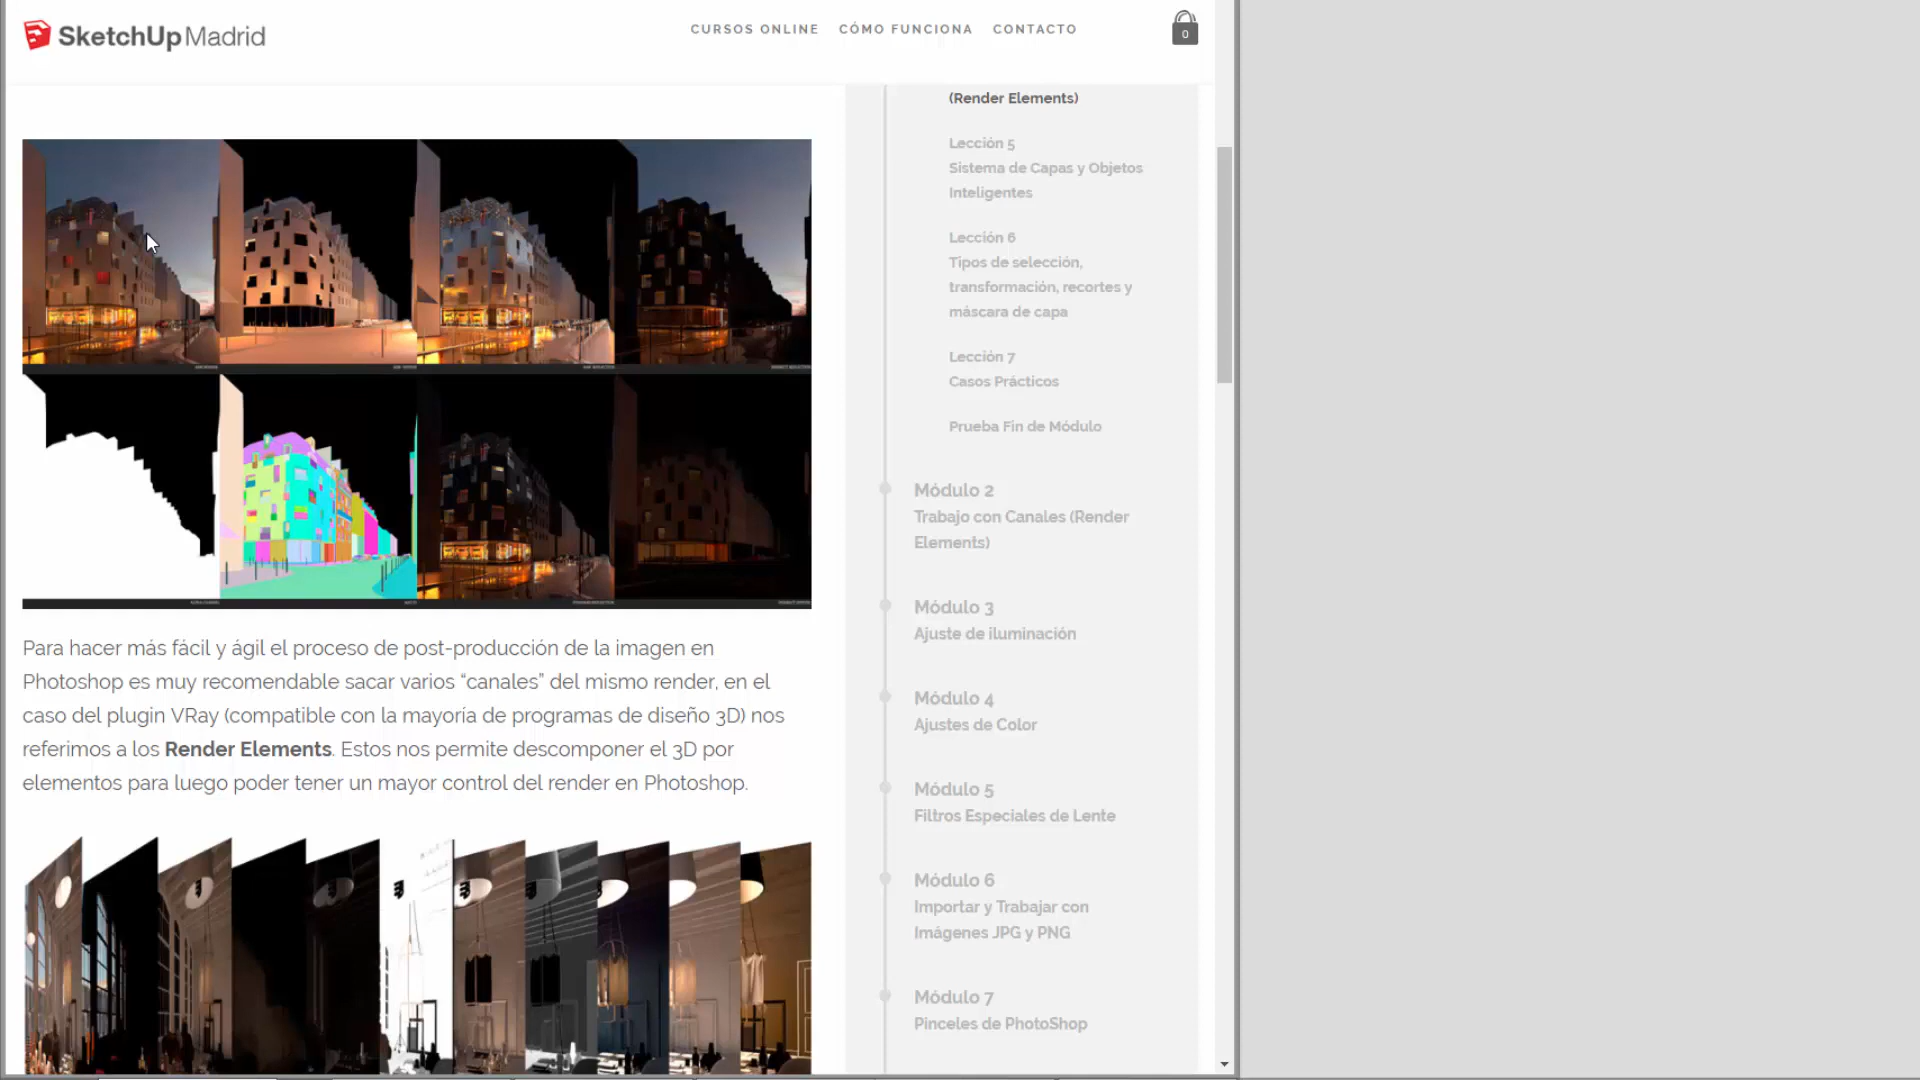 SketchUp Madrid
CURSOS ONLINE CÓMO FUNCIONA CONTACTO
0
(Render Elements)
Lección 5
Sistema de Capas y Objetos
Inteligentes
Lección 6
Tipos de selección,
transformación, recortes y
máscara de capa
Lección 7
Casos Prácticos
Prueba Fin de Módulo
Módulo 2
Trabajo con Canales (Render
Elements)
Módulo 3
Ajuste de iluminación
Módulo 4
Ajustes de Color
Módulo 5
Filtros Especiales de Lente
Módulo 6
Importar y Trabajar con
Imágenes JPG y PNG
Módulo 7
Pinceles de PhotoShop
Para hacer más fácil y ágil el proceso de post-producción de la imagen en
Photoshop es muy recomendable sacar varios “canales” del mismo render, en el
caso del plugin VRay (compatible con la mayoría de programas de diseño 3D) nos
referimos a los Render Elements. Estos nos permite descomponer el 3D por
elementos para luego poder tener un mayor control del render en Photoshop.